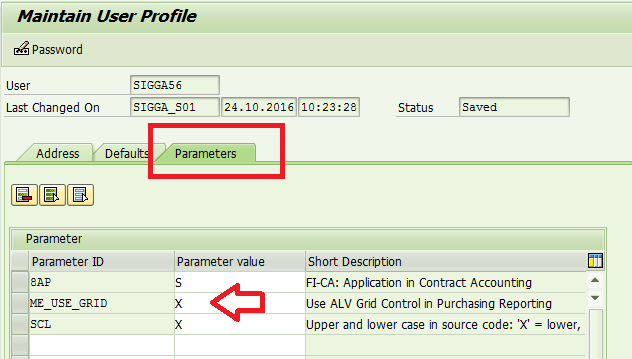 Maintain User Profile
Password
User SIGGA56
Last Changed On SIGGA_S01 24.10.2016 10:23:28 Status Saved
Address Defaults Parameters
Parameter
Parameter ID Parameter value Short Description
8AP S FI-CA: Application in Contract Accounting
ME_USE_GRID X Use ALV Grid Control in Purchasing Reporting
SCL X Upper and lower case in source code: 'X' = lower,